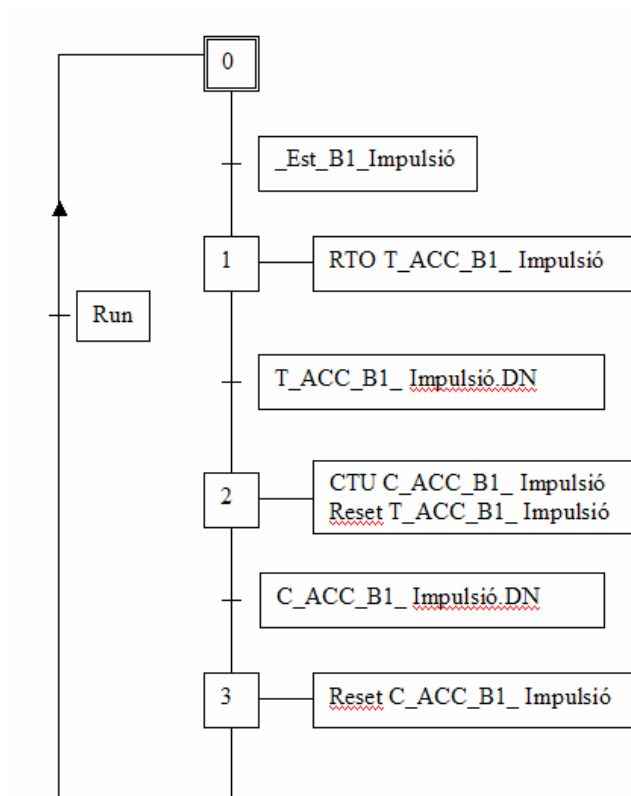 0
_Est_B1_Impulsió
1
RTO T_ACC_B1_ Impulsió
Run
T_ACC_B1_ Impulsió.DN
2
CTU C_ACC_B1_ Impulsió
Reset T_ACC_B1_ Impulsió
C_ACC_B1_ Impulsió.DN
3
Reset C_ACC_B1_ Impulsió